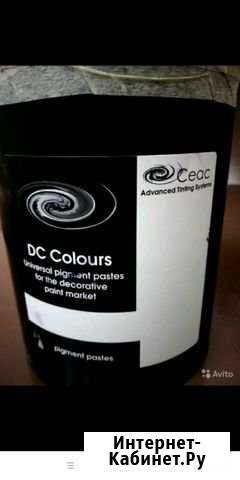 Ceac
Advanced Tinting Systems
DC Colours
Universal pigment pastes
for the decorative
paint market
pigment pastes
Avito
Интернет-
Кабинет.Ру